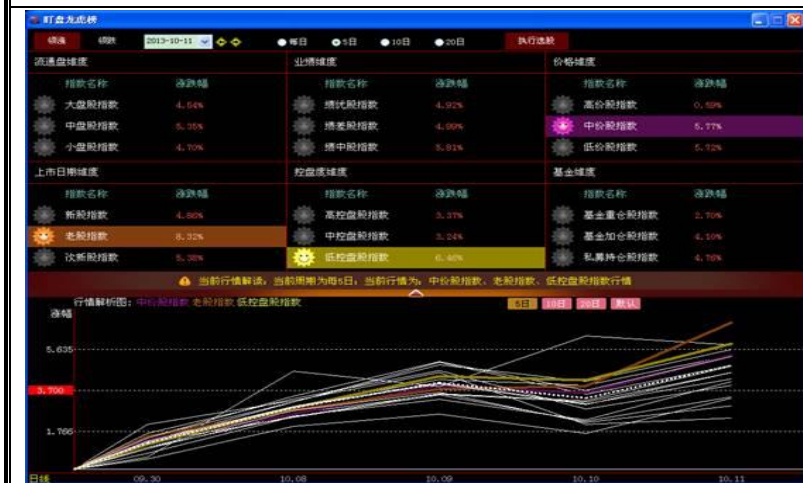 盯盘龙虎榜
领涨 领跌 2013-10-11 每日 5日 10日 20日 执行选股
流通盘维度 业绩维度 价格维度
指数名称 涨跌幅 指数名称 涨跌幅 指数名称 涨跌幅
大盘股指数 4.54% 绩优股指数 4.92% 高价股指数 0.59%
中盘股指数 5.35% 绩差股指数 4.99% 中价股指数 5.77%
小盘股指数 4.70% 绩中股指数 5.91% 低价股指数 5.72%
上市日期维度 控盘度维度 基金维度
指数名称 涨跌幅 指数名称 涨跌幅 指数名称 涨跌幅
新股指数 4.86% 高控盘股指数 3.37% 基金重仓股指数 2.70%
老股指数 8.32% 中控盘股指数 3.24% 基金加仓股指数 4.10%
次新股指数 5.38% 低控盘股指数 6.46% 私募持仓股指数 4.76%
当前行情解读：当前周期为每5日，当前行情为：中价股指数、老股指数、低控盘股指数行情
行情解析图：中价股指数 老股指数 低控盘股指数 5日 10日 20日 默认
涨幅
5.635
3.700
1.766
日线 09.30 10.08 10.09 10.10 10.11